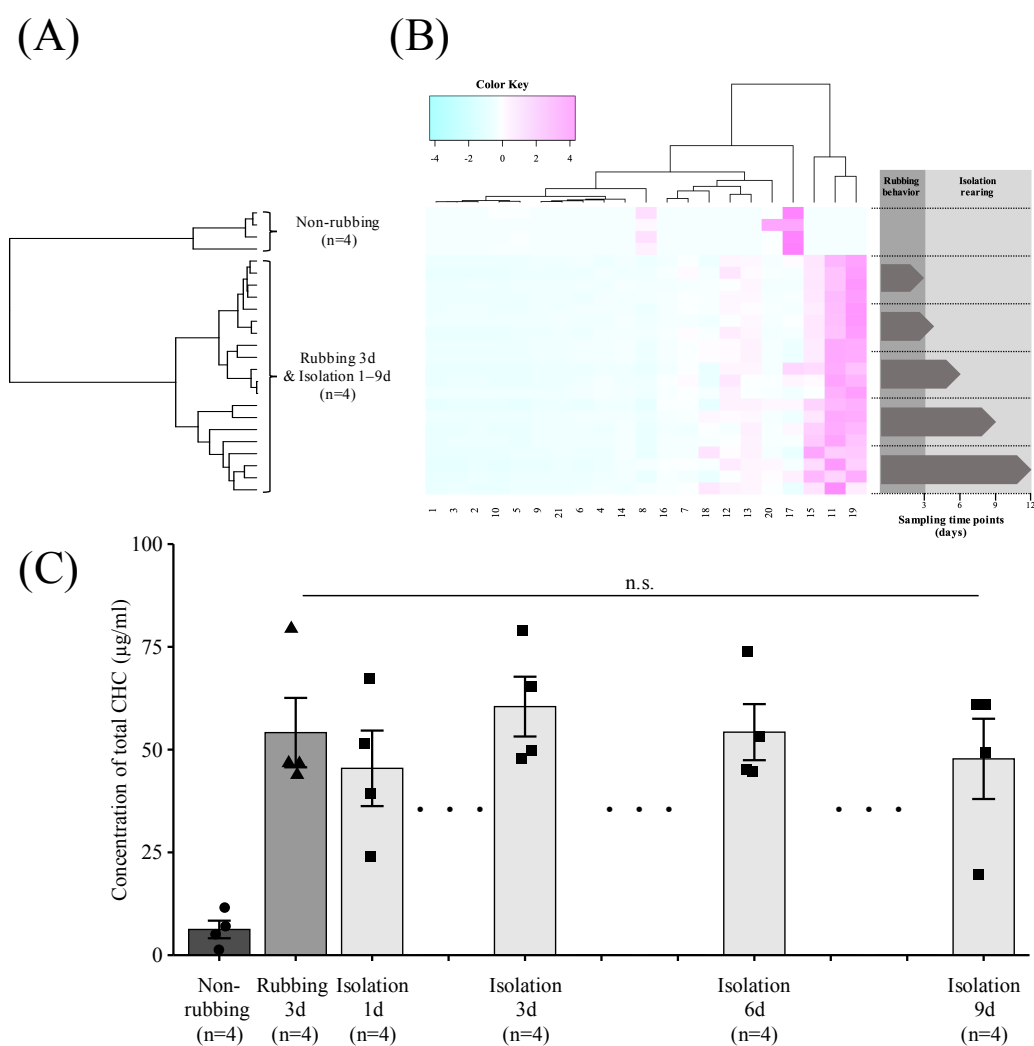 (A)
(B)
Color Key
-4 -2 0 2 4
Non-rubbing
(n=4)
Rubbing 3d
& Isolation 1–9d
(n=4)
Rubbing
behavior
Isolation
rearing
1 3 2 10 5 9 21 6 4 14 8 16 7 18 12 13 20 17 15 11 19
3 6 9 12
Sampling time points
(days)
(C)
Concentration of total CHC (μg/ml)
100
75
50
25
0
n.s.
Non-
rubbing
(n=4)
Rubbing
3d
(n=4)
Isolation
1d
(n=4)
Isolation
3d
(n=4)
Isolation
6d
(n=4)
Isolation
9d
(n=4)